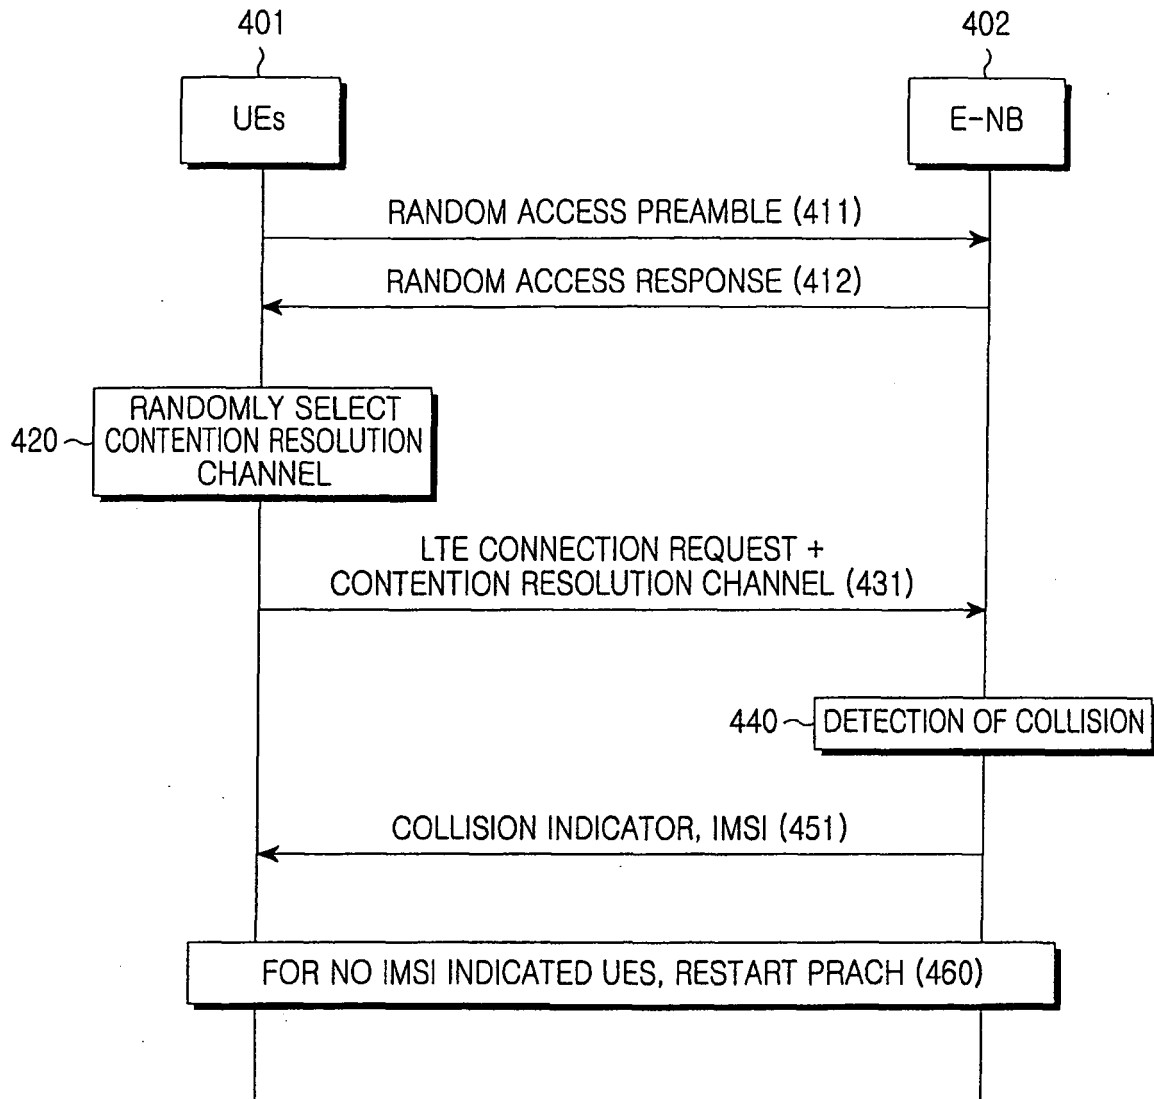 401
402
UEs
E-NB
RANDOM ACCESS PREAMBLE (411)
RANDOM ACCESS RESPONSE (412)
RANDOMLY SELECT
420
CONTENTION RESOLUTION
CHANNEL
LTE CONNECTION REQUEST +
CONTENTION RESOLUTION CHANNEL (431)
440
DETECTION OF COLLISION
COLLISION INDICATOR, IMSI (451)
FOR NO IMSI INDICATED UES, RESTART PRACH (460)